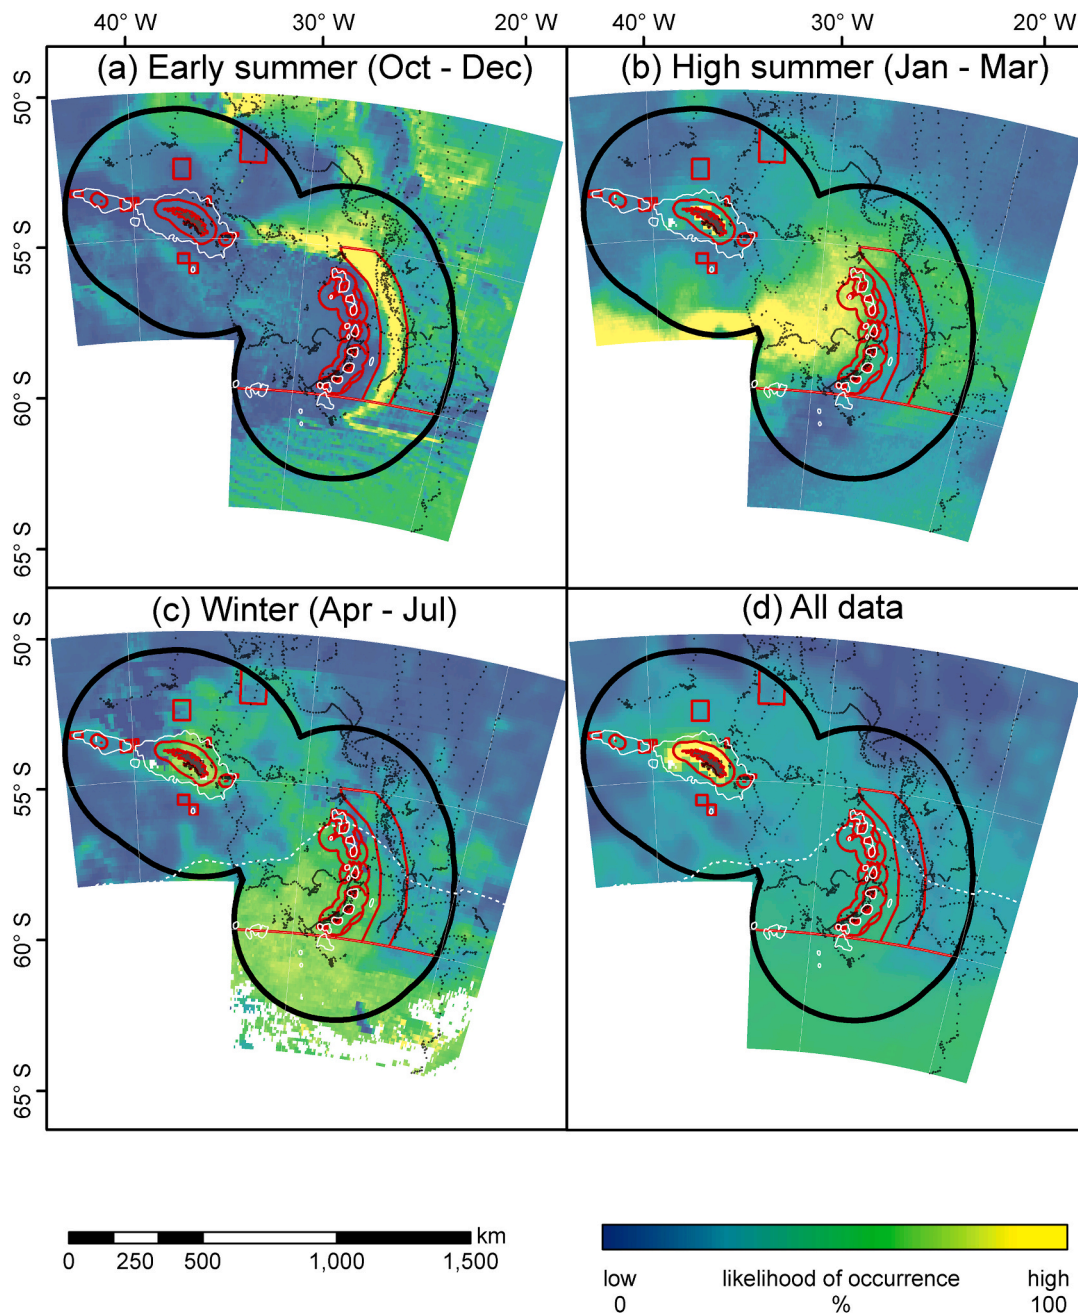 40° W 30° W 20° W 40° W 30° W 20° W
(a) Early summer (Oct - Dec)
(b) High summer (Jan - Mar)
50° S
55° S
60° S
65° S
(c) Winter (Apr - Jul)
(d) All data
50° S
55° S
60° S
65° S
km
0 250 500 1,000 1,500
low likelihood of occurrence high
0 % 100